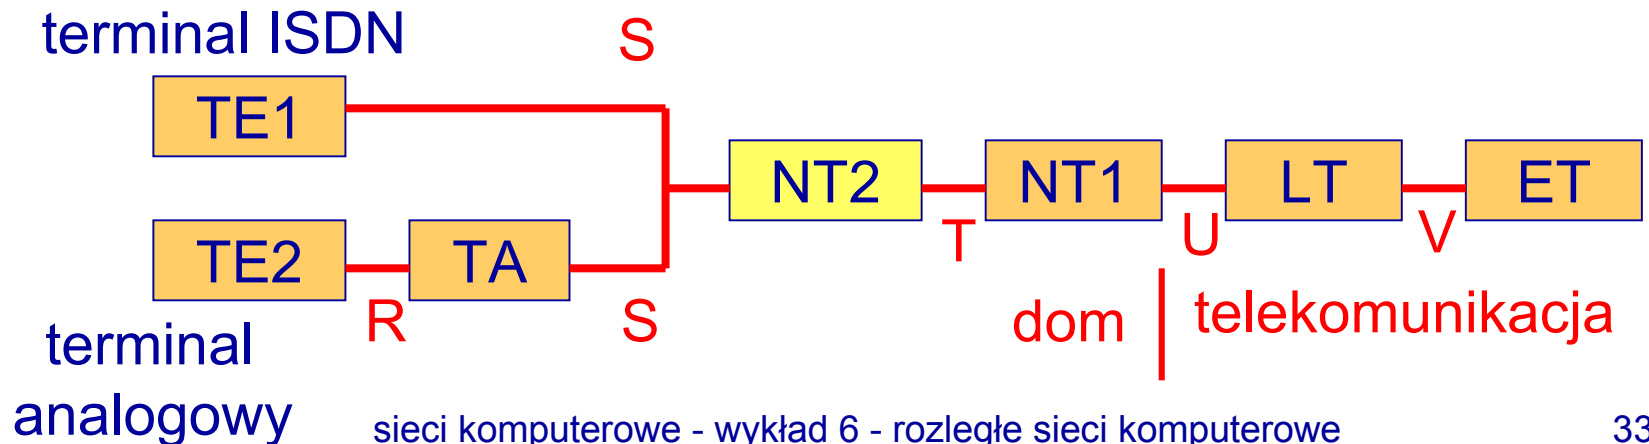 terminal ISDN
S
TE1
NT2
NT1
LT
ET
TE2
TA
R
S
T
U
V
dom
telekomunikacja
terminal
analogowy
sieci komputerowe - wykład 6 - rozległe sieci komputerowe
33